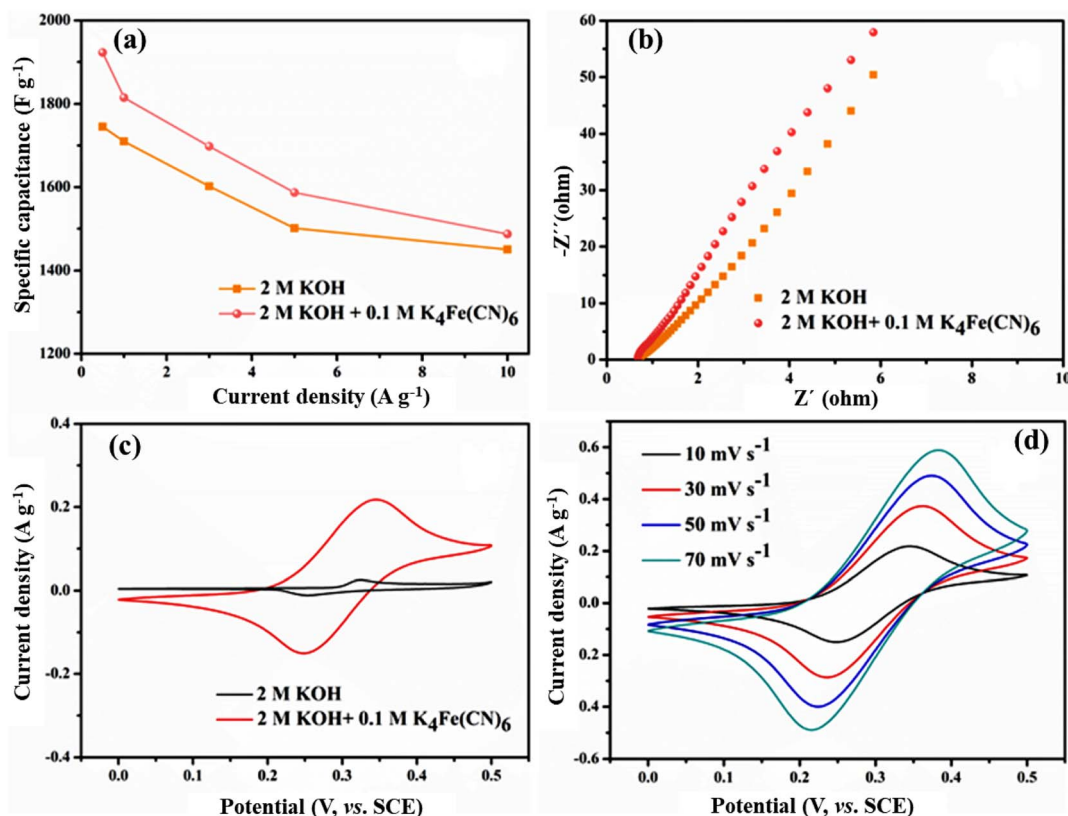 (a)
Specific capacitance (F g⁻¹)
2000
1800
1600
1400
1200
2 M KOH
2 M KOH + 0.1 M K₄Fe(CN)₆
0 2 4 6 8 10
Current density (A g⁻¹)
(b)
-Z´´(ohm)
60
50
40
30
20
10
0
2 M KOH
2 M KOH+ 0.1 M K₄Fe(CN)₆
0 2 4 6 8 10
Z´ (ohm)
(c)
Current density (A g⁻¹)
0.4
0.2
0.0
-0.2
-0.4
2 M KOH
2 M KOH+ 0.1 M K₄Fe(CN)₆
0.0 0.1 0.2 0.3 0.4 0.5
Potential (V, vs. SCE)
(d)
Current density (A g⁻¹)
10 mV s⁻¹
30 mV s⁻¹
50 mV s⁻¹
70 mV s⁻¹
0.6
0.4
0.2
0.0
-0.2
-0.4
-0.6
0.0 0.1 0.2 0.3 0.4 0.5
Potential (V, vs. SCE)